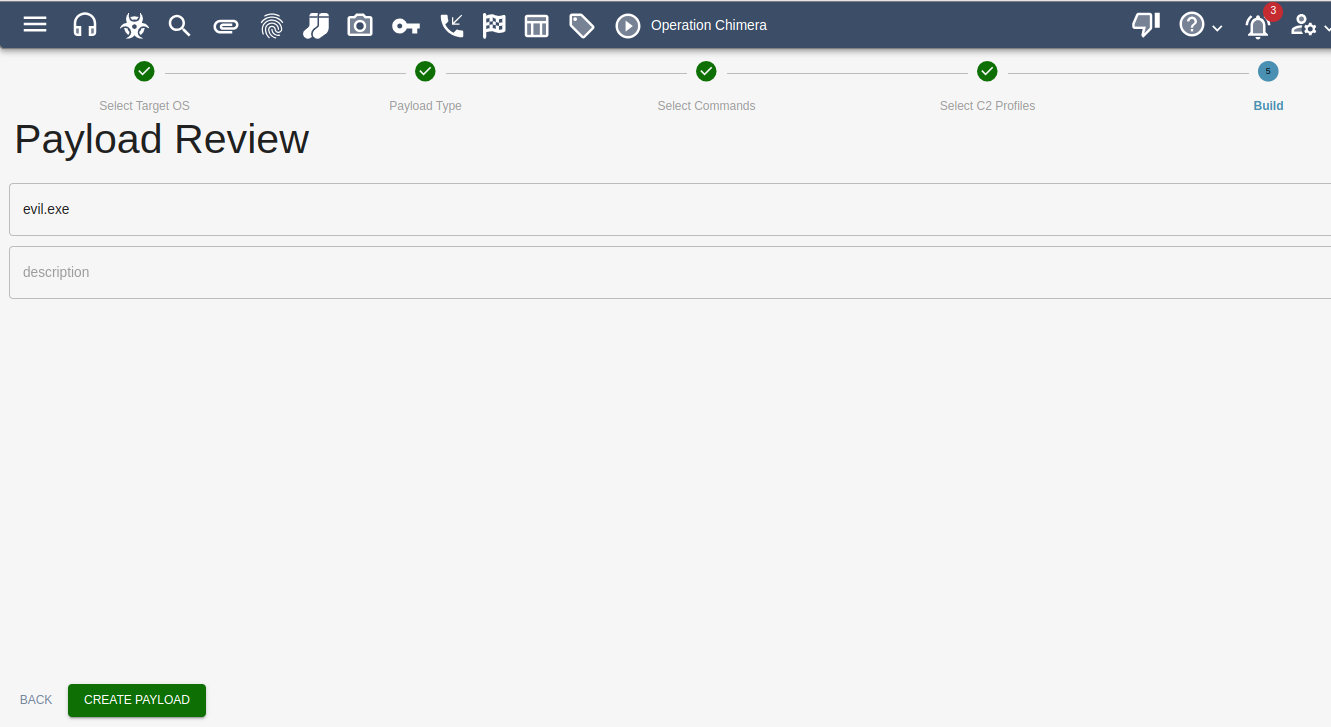 Operation Chimera
3
5
Select Target OS
Payload Type
Select Commands
Select C2 Profiles
Build
Payload Review
evil.exe
description
BACK
CREATE PAYLOAD